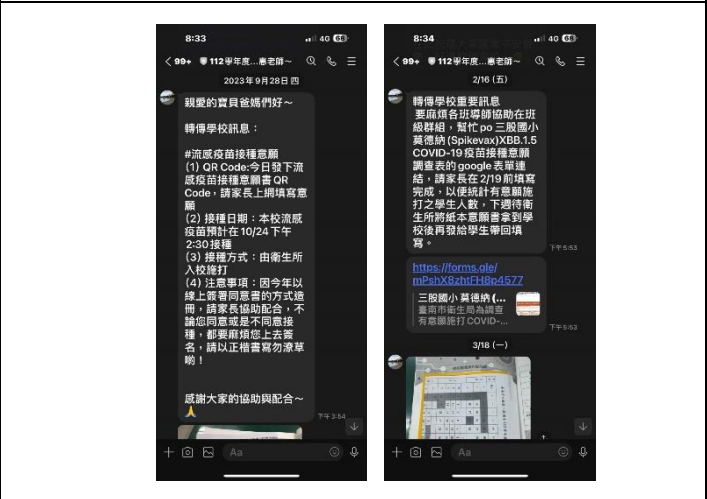 8:33
4G 66
99+ 112學年度...惠老師～
2023年9月28日 四
親愛的寶貝爸媽們好～
轉傳學校訊息：
#流感疫苗接種意願
(1) QR Code:今日發下流
感疫苗接種意願書QR
Code，請家長上網填寫意
願
(2) 接種日期：本校流感
疫苗預計在10/24下午
2:30接種
(3) 接種方式：由衛生所
入校施打
(4) 注意事項：因今年以
線上簽署同意書的方式造
冊，請家長協助配合，不
論您同意或是不同意接
種，都要麻煩您上去簽
名，請以正楷書寫勿潦草
喲！
感謝大家的協助與配合～
下午3:54
Aa
8:34
4G 66
99+ 112學年度...惠老師～
2/16 (五)
轉傳學校重要訊息
要麻煩各班導師協助在班
級群組，幫忙po 三股國小
莫德納(Spikevax)XBB.1.5
COVID-19疫苗接種意願
調查表的google表單連
結，請家長在2/19前填寫
完成，以便統計有意願施
打之學生人數，下週待衛
生所將紙本意願書拿到學
校後再發給學生帶回填
寫。
下午5:53
https://forms.gle/
mPshX8zhtFH8p4577
三股國小 莫德納 (...
臺南市衛生局為調查
有意願施打COVID-...
下午5:53
3/18 (一)
Aa